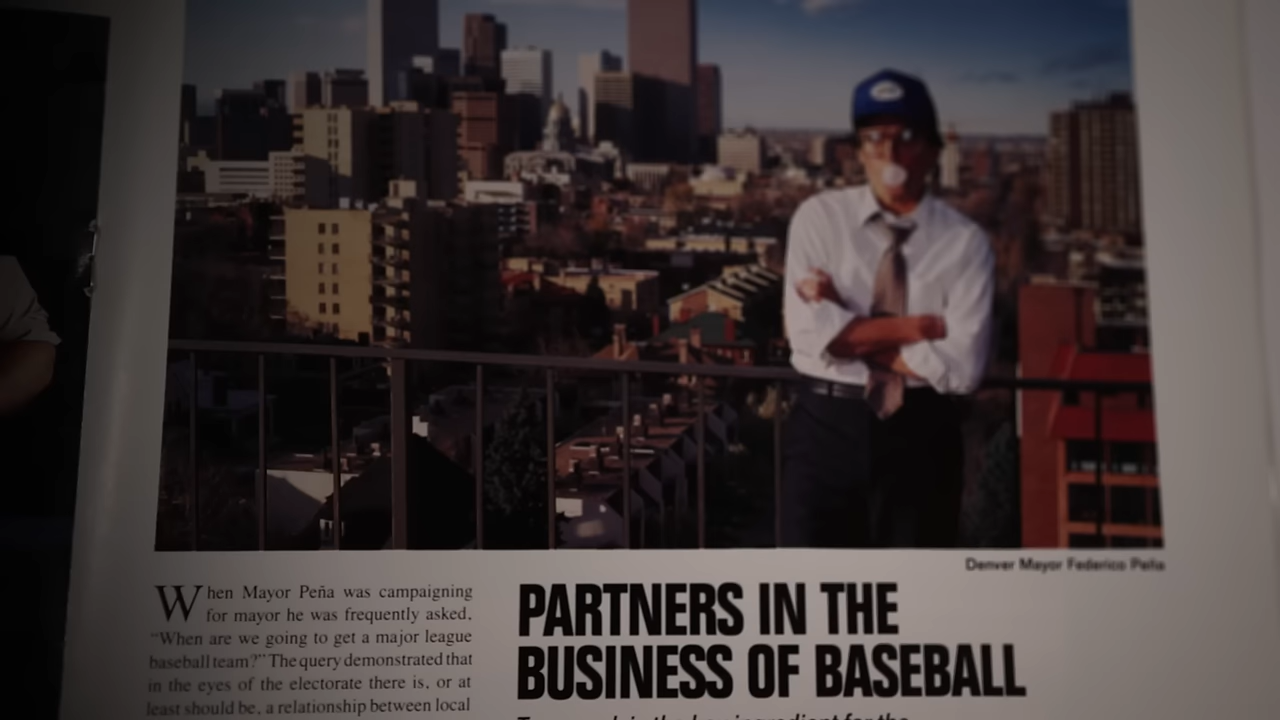 Denver Mayor Federico Peña
When Mayor Peña was campaigning
for mayor he was frequently asked,
“When are we going to get a major league
baseball team?” The query demonstrated that
in the eyes of the electorate there is, or at
least should be, a relationship between local
PARTNERS IN THE
BUSINESS OF BASEBALL